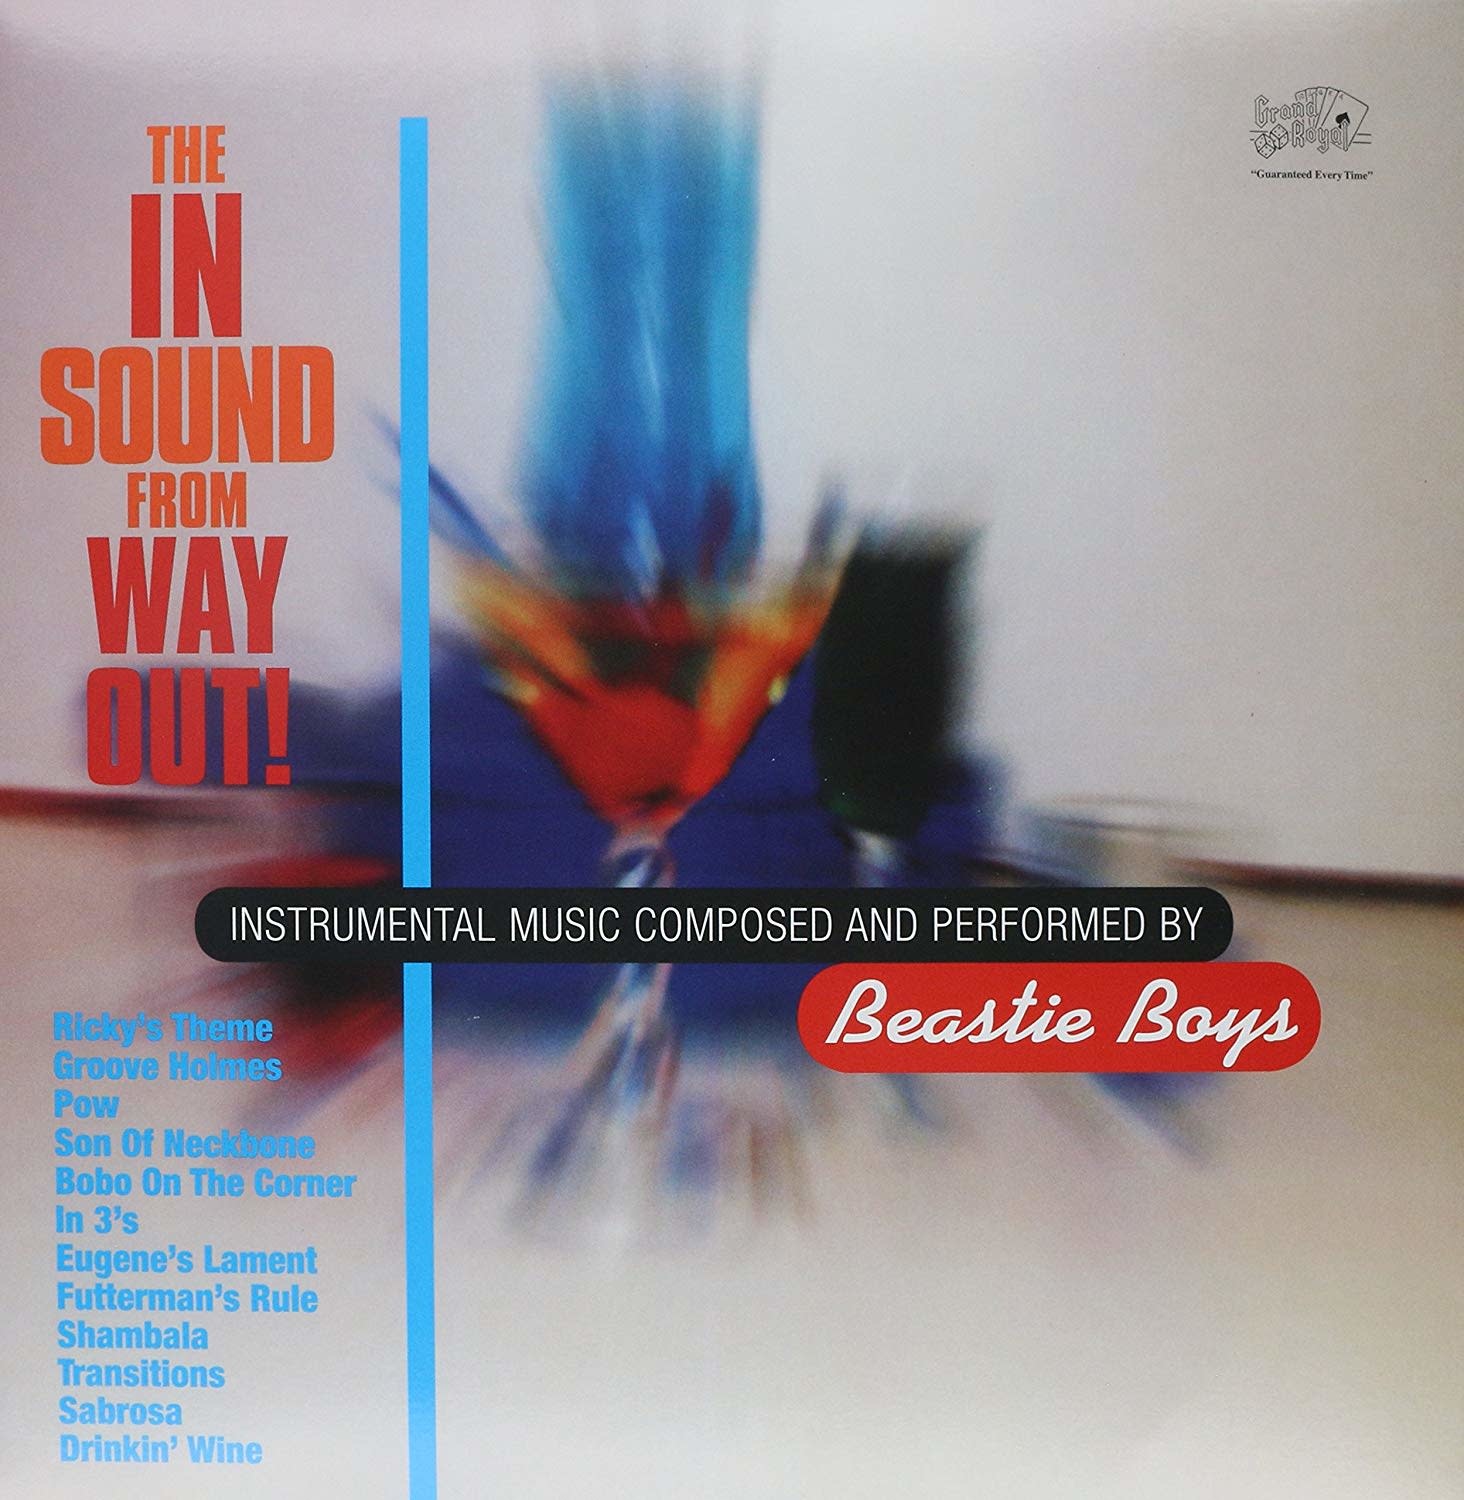 THE
IN
SOUND
FROM
WAY
OUT!
Grand
Royal
“Guaranteed Every Time”
INSTRUMENTAL MUSIC COMPOSED AND PERFORMED BY
Beastie Boys
Ricky’s Theme
Groove Holmes
Pow
Son Of Neckbone
Bobo On The Corner
In 3’s
Eugene’s Lament
Futterman’s Rule
Shambala
Transitions
Sabrosa
Drinkin’ Wine